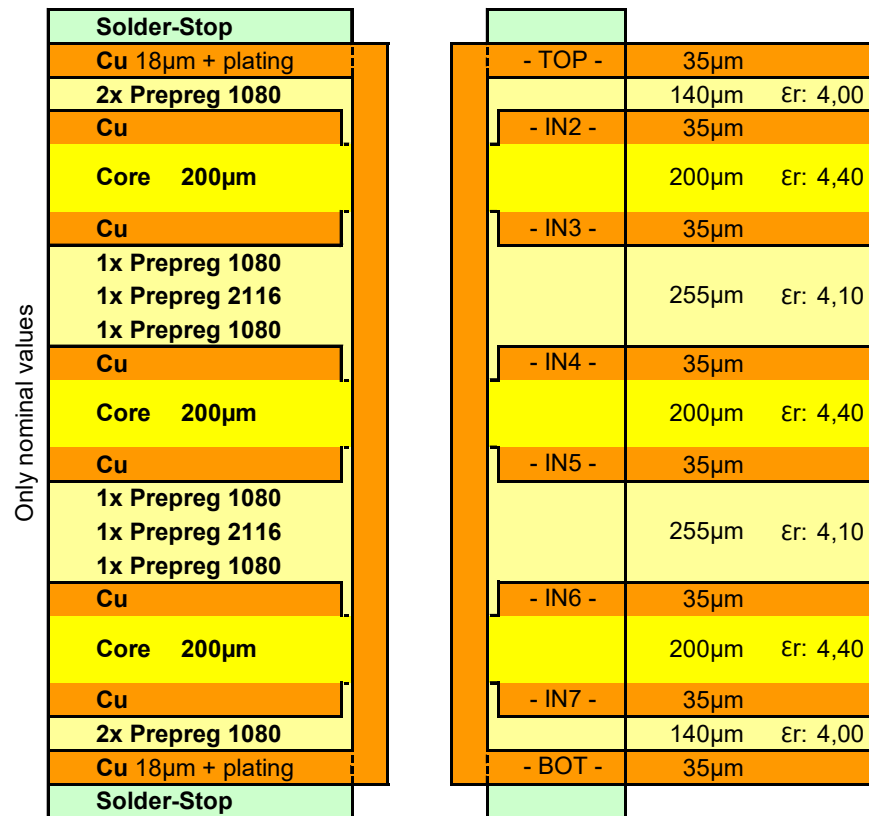 Solder-Stop
Cu 18µm + plating - TOP - 35µm
2x Prepreg 1080 140µm εr: 4,00
Cu - IN2 - 35µm
Core 200µm 200µm εr: 4,40
Cu - IN3 - 35µm
1x Prepreg 1080
1x Prepreg 2116 255µm εr: 4,10
1x Prepreg 1080
Cu - IN4 - 35µm
Core 200µm 200µm εr: 4,40
Cu - IN5 - 35µm
1x Prepreg 1080
1x Prepreg 2116 255µm εr: 4,10
1x Prepreg 1080
Cu - IN6 - 35µm
Core 200µm 200µm εr: 4,40
Cu - IN7 - 35µm
2x Prepreg 1080 140µm εr: 4,00
Cu 18µm + plating - BOT - 35µm
Solder-Stop
Only nominal values